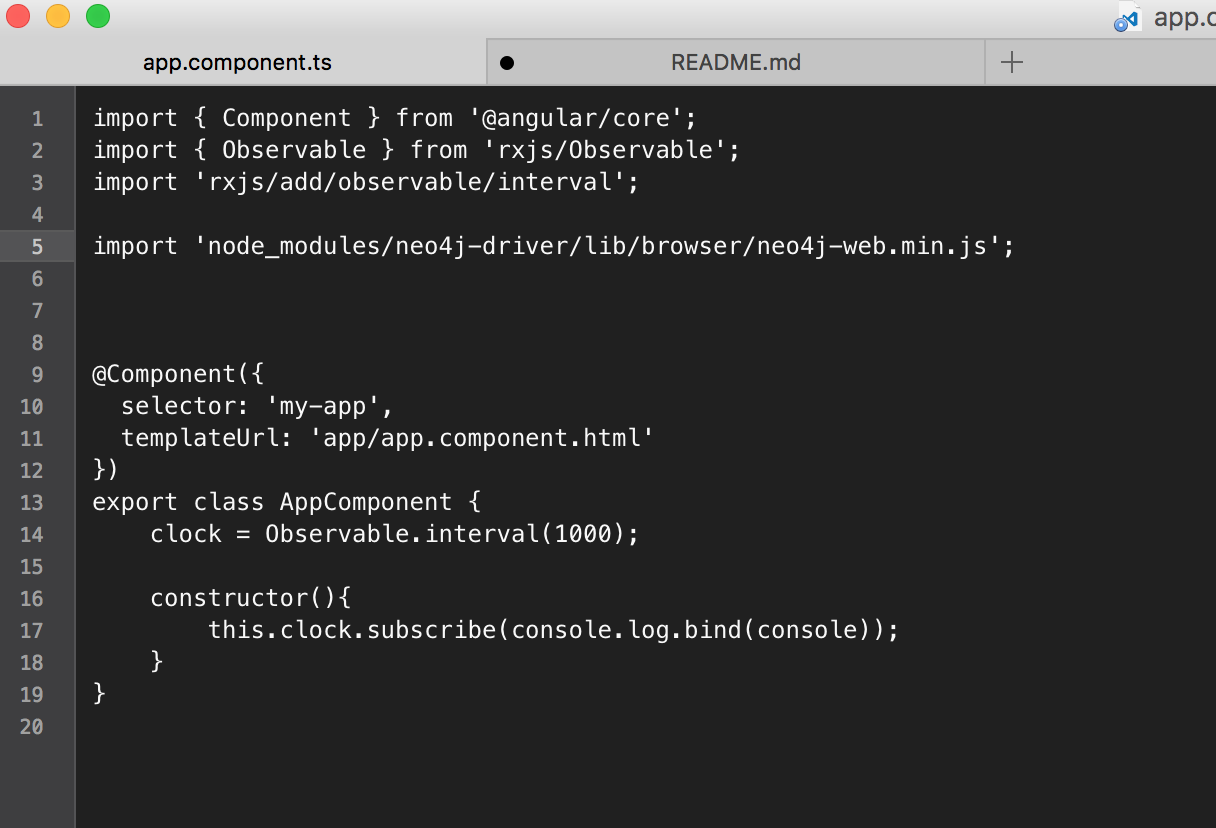 app.c
app.component.ts
README.md
1 import { Component } from '@angular/core';
2 import { Observable } from 'rxjs/Observable';
3 import 'rxjs/add/observable/interval';
4
5 import 'node_modules/neo4j-driver/lib/browser/neo4j-web.min.js';
6
7
8
9 @Component({
10   selector: 'my-app',
11   templateUrl: 'app/app.component.html'
12 })
13 export class AppComponent {
14     clock = Observable.interval(1000);
15
16     constructor(){
17         this.clock.subscribe(console.log.bind(console));
18     }
19 }
20